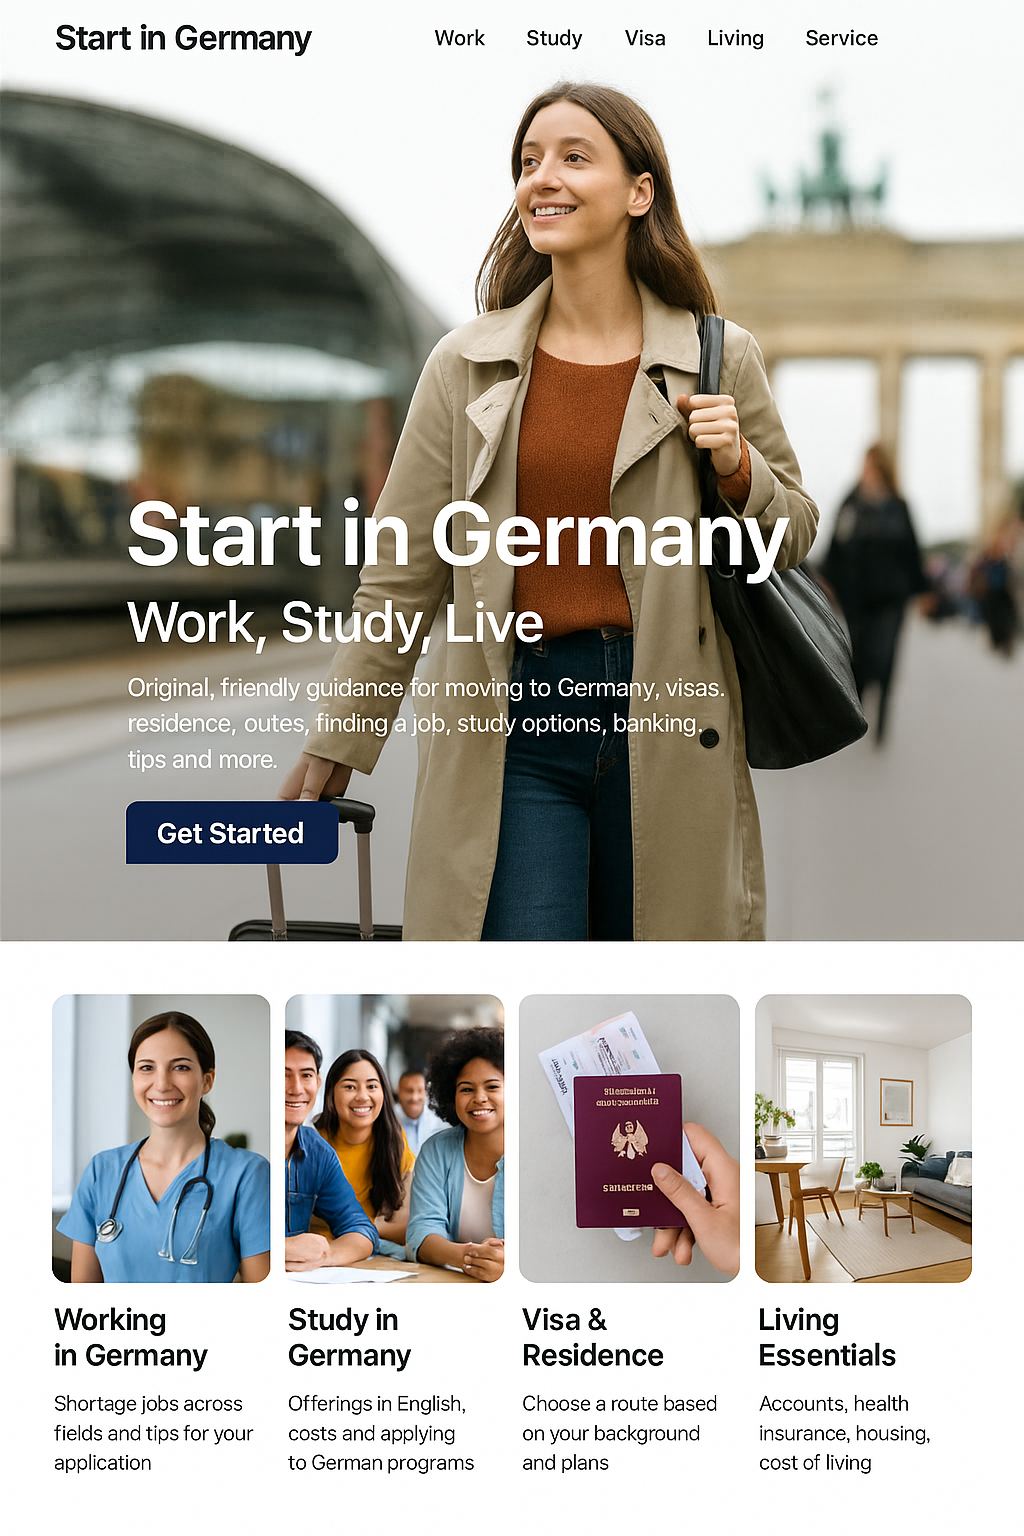 Start in Germany
Work Study Visa Living Service
Start in Germany
Work, Study, Live
Original, friendly guidance for moving to Germany, visas.
residence, outes, finding a job, study options, banking.
tips and more.
Get Started
Working
in Germany
Shortage jobs across
fields and tips for your
application
Study in
Germany
Offerings in English,
costs and applying
to German programs
Visa &
Residence
Choose a route based
on your background
and plans
Living
Essentials
Accounts, health
insurance, housing,
cost of living